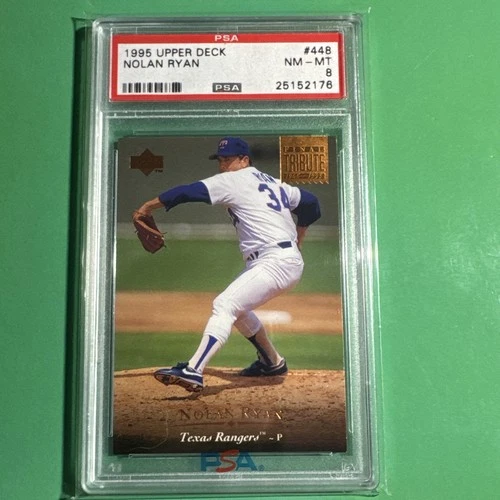 PSA
1995 UPPER DECK #448
NOLAN RYAN NM - MT
8
PSA 25152176
FINAL
TRIBUTE
34
NOLAN RYAN
Texas Rangers™ - P
PSA